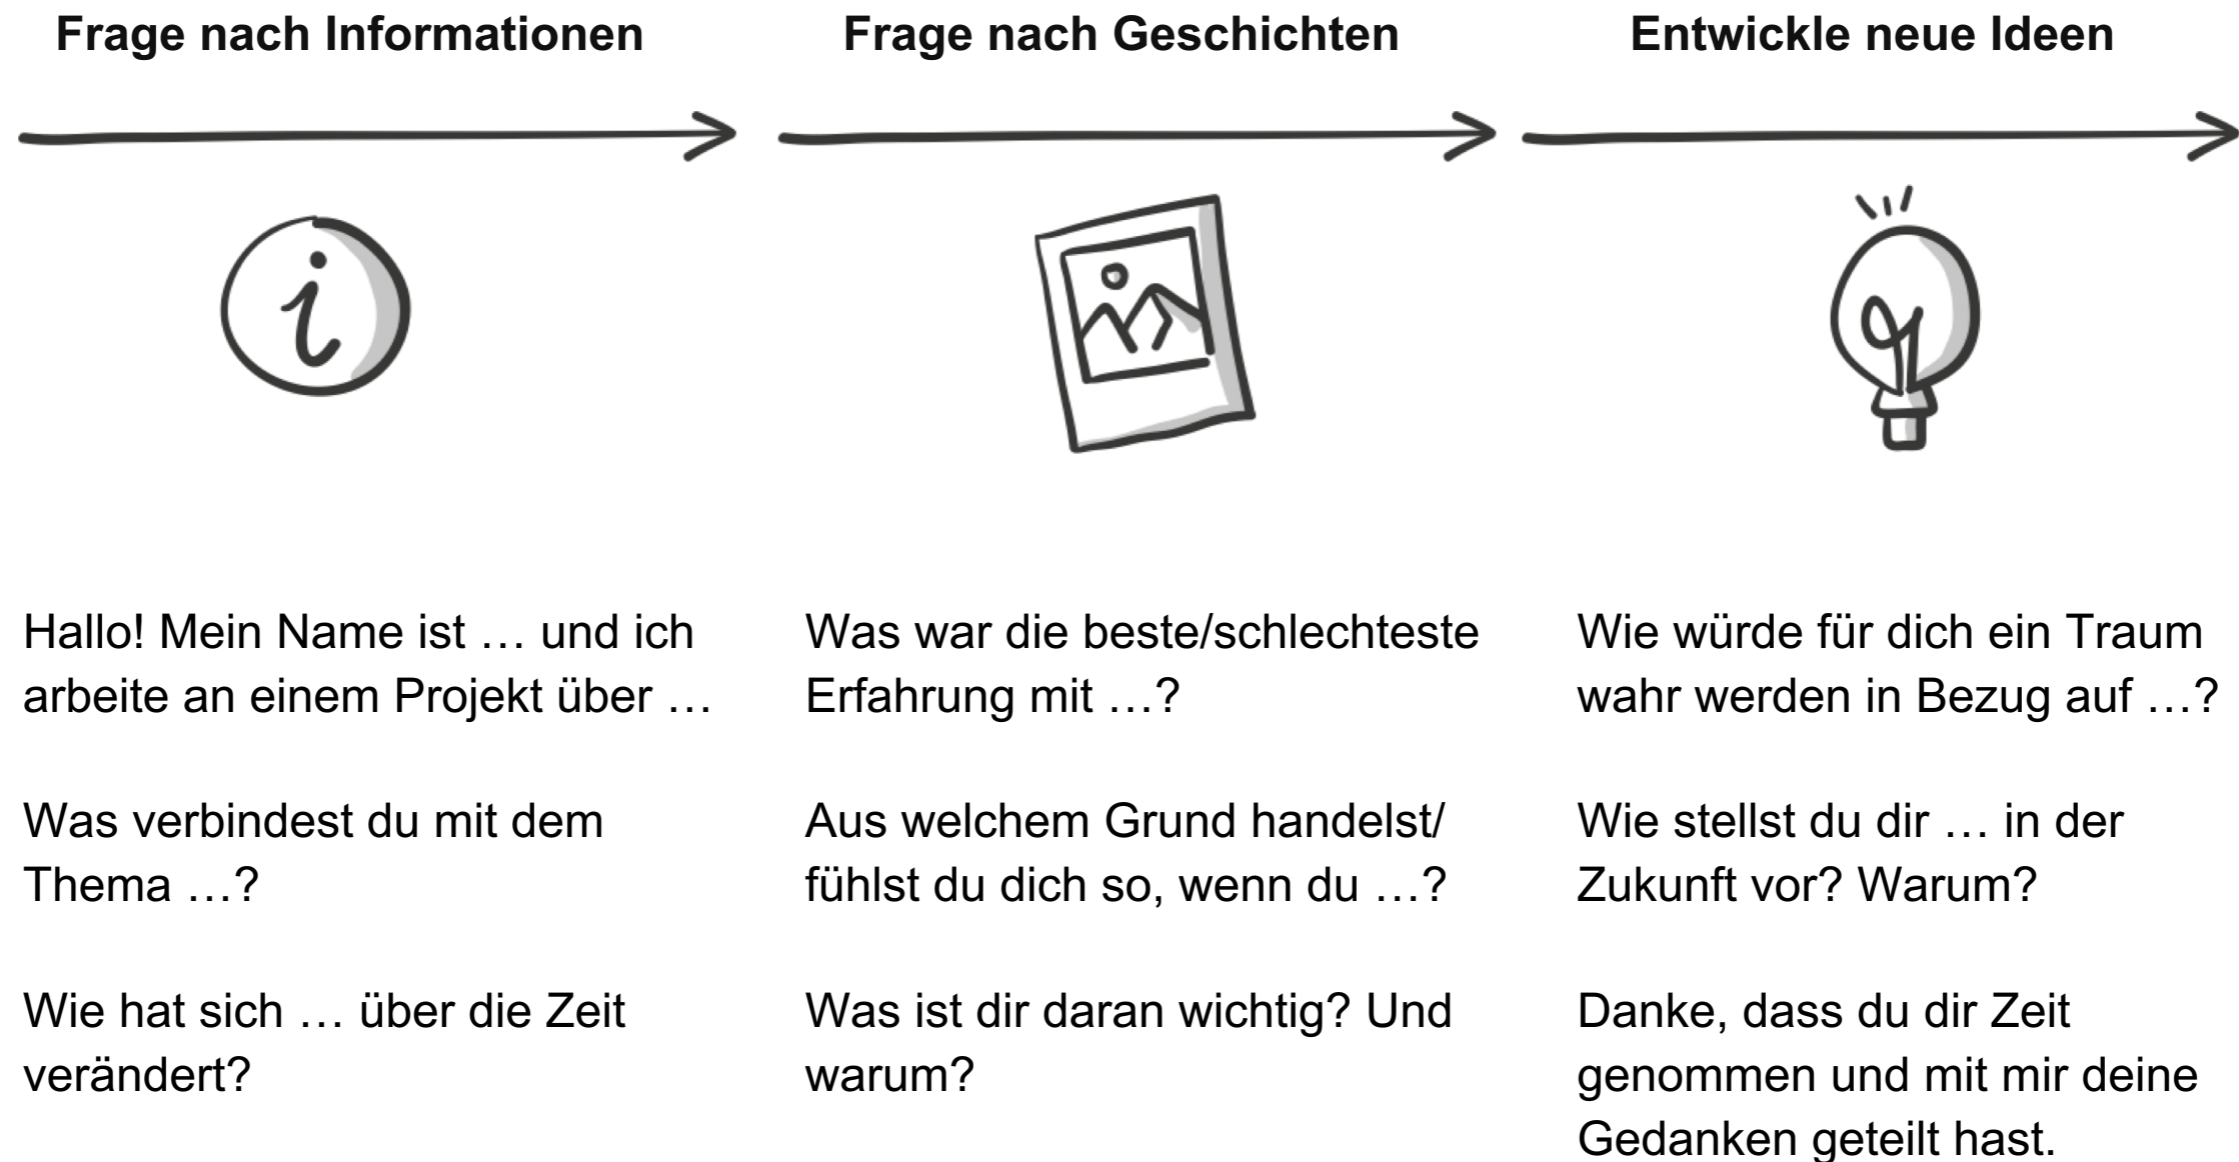 Frage nach Informationen
Hallo! Mein Name ist … und ich
arbeite an einem Projekt über …
Was verbindest du mit dem
Thema …?
Wie hat sich … über die Zeit
verändert?
Frage nach Geschichten
Was war die beste/schlechteste
Erfahrung mit …?
Aus welchem Grund handelst/
fühlst du dich so, wenn du …?
Was ist dir daran wichtig? Und
warum?
Entwickle neue Ideen
Wie würde für dich ein Traum
wahr werden in Bezug auf …?
Wie stellst du dir … in der
Zukunft vor? Warum?
Danke, dass du dir Zeit
genommen und mit mir deine
Gedanken geteilt hast.